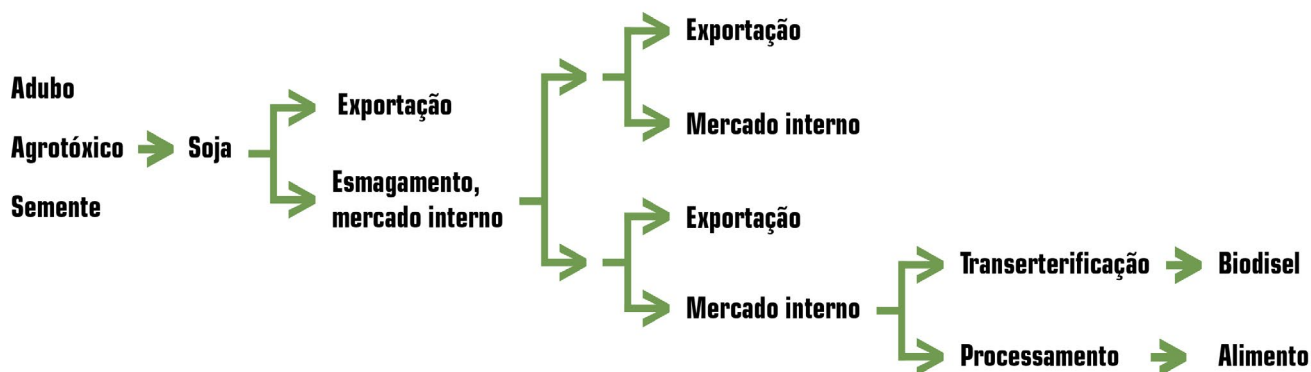 Adubo
Agrotóxico
Semente
Soja
Exportação
Esmagamento,
mercado interno
Exportação
Mercado interno
Exportação
Mercado interno
Transerterificação
Biodisel
Processamento
Alimento